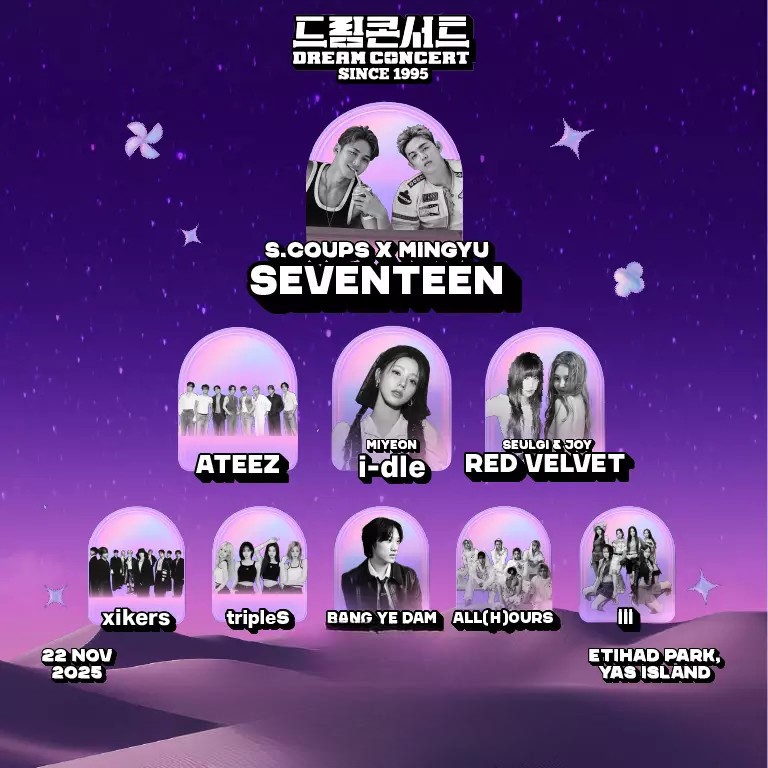 드림콘서트
DREAM CONCERT
SINCE 1995
S.COUPS X MINGYU
SEVENTEEN
ATEEZ
MIYEON
i-dle
SEULGI & JOY
RED VELVET
xikers
tripleS
BANG YE DAM
ALL(H)OURS
lll
22 NOV
2025
ETIHAD PARK,
YAS ISLAND